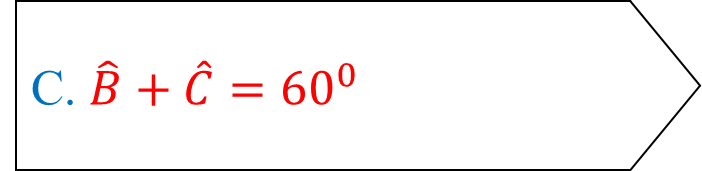 C. B̂ + Ĉ = 60⁰